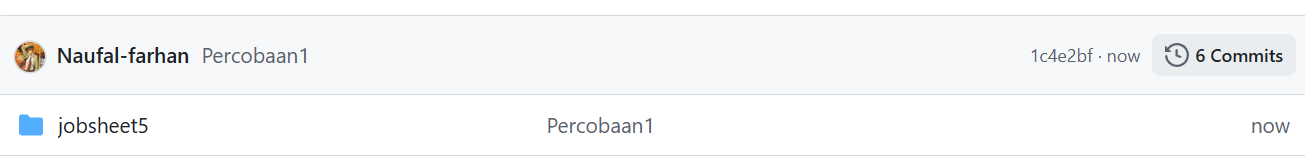 Naufal-farhan Percobaan1 1c4e2bf · now 6 Commits
jobsheet5 Percobaan1 now